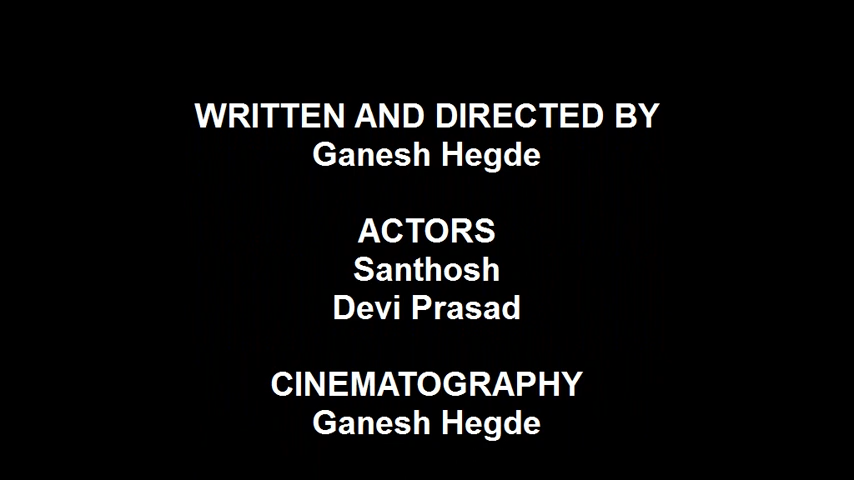 WRITTEN AND DIRECTED BY
Ganesh Hegde
ACTORS
Santhosh
Devi Prasad
CINEMATOGRAPHY
Ganesh Hegde